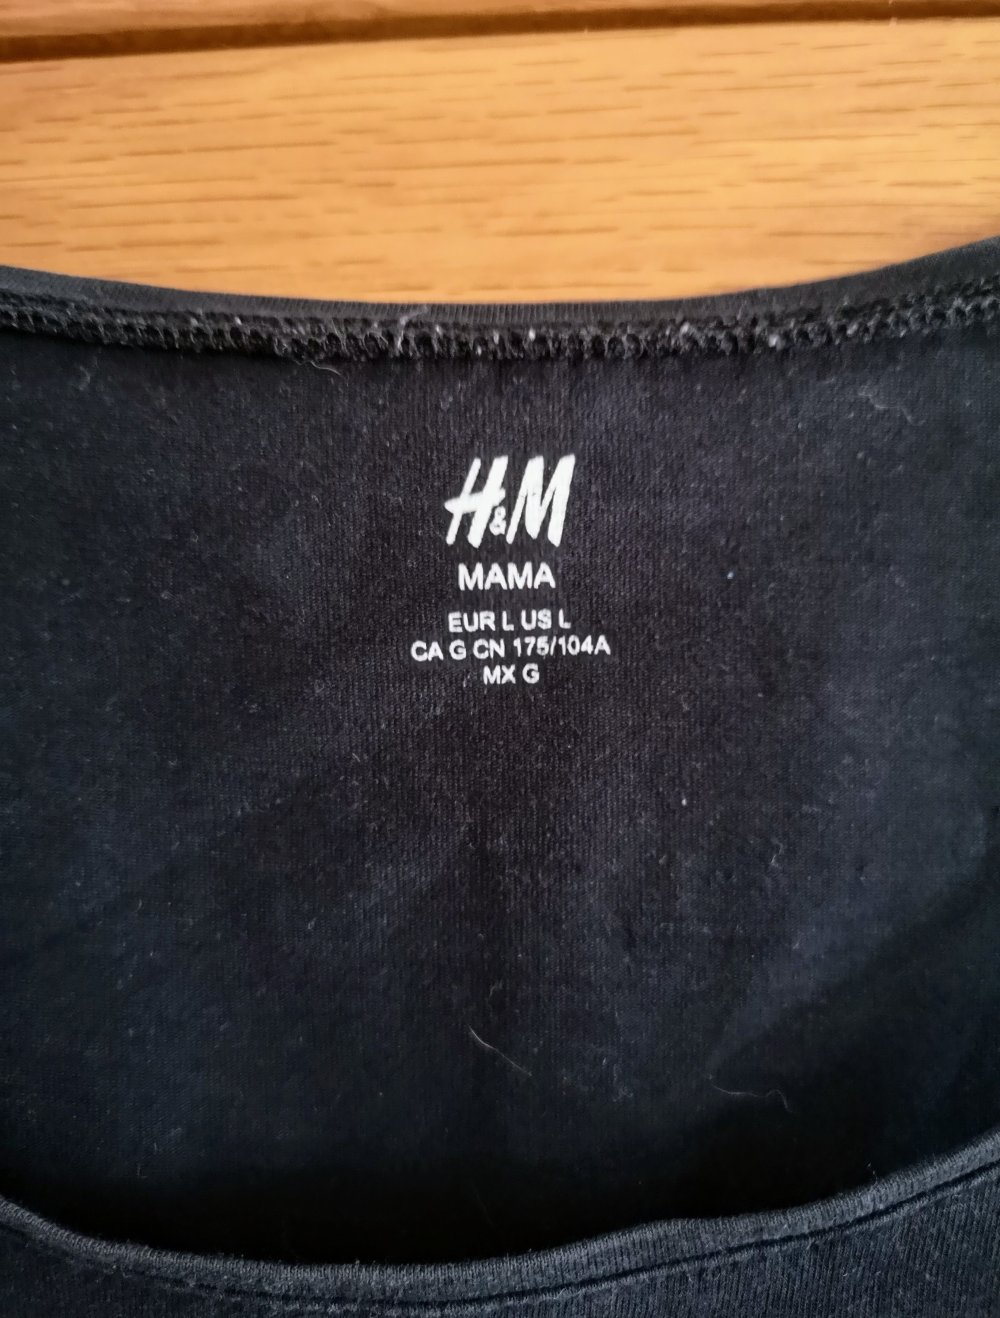 H&M
MAMA
EUR L US L
CA G CN 175/104A
MX G